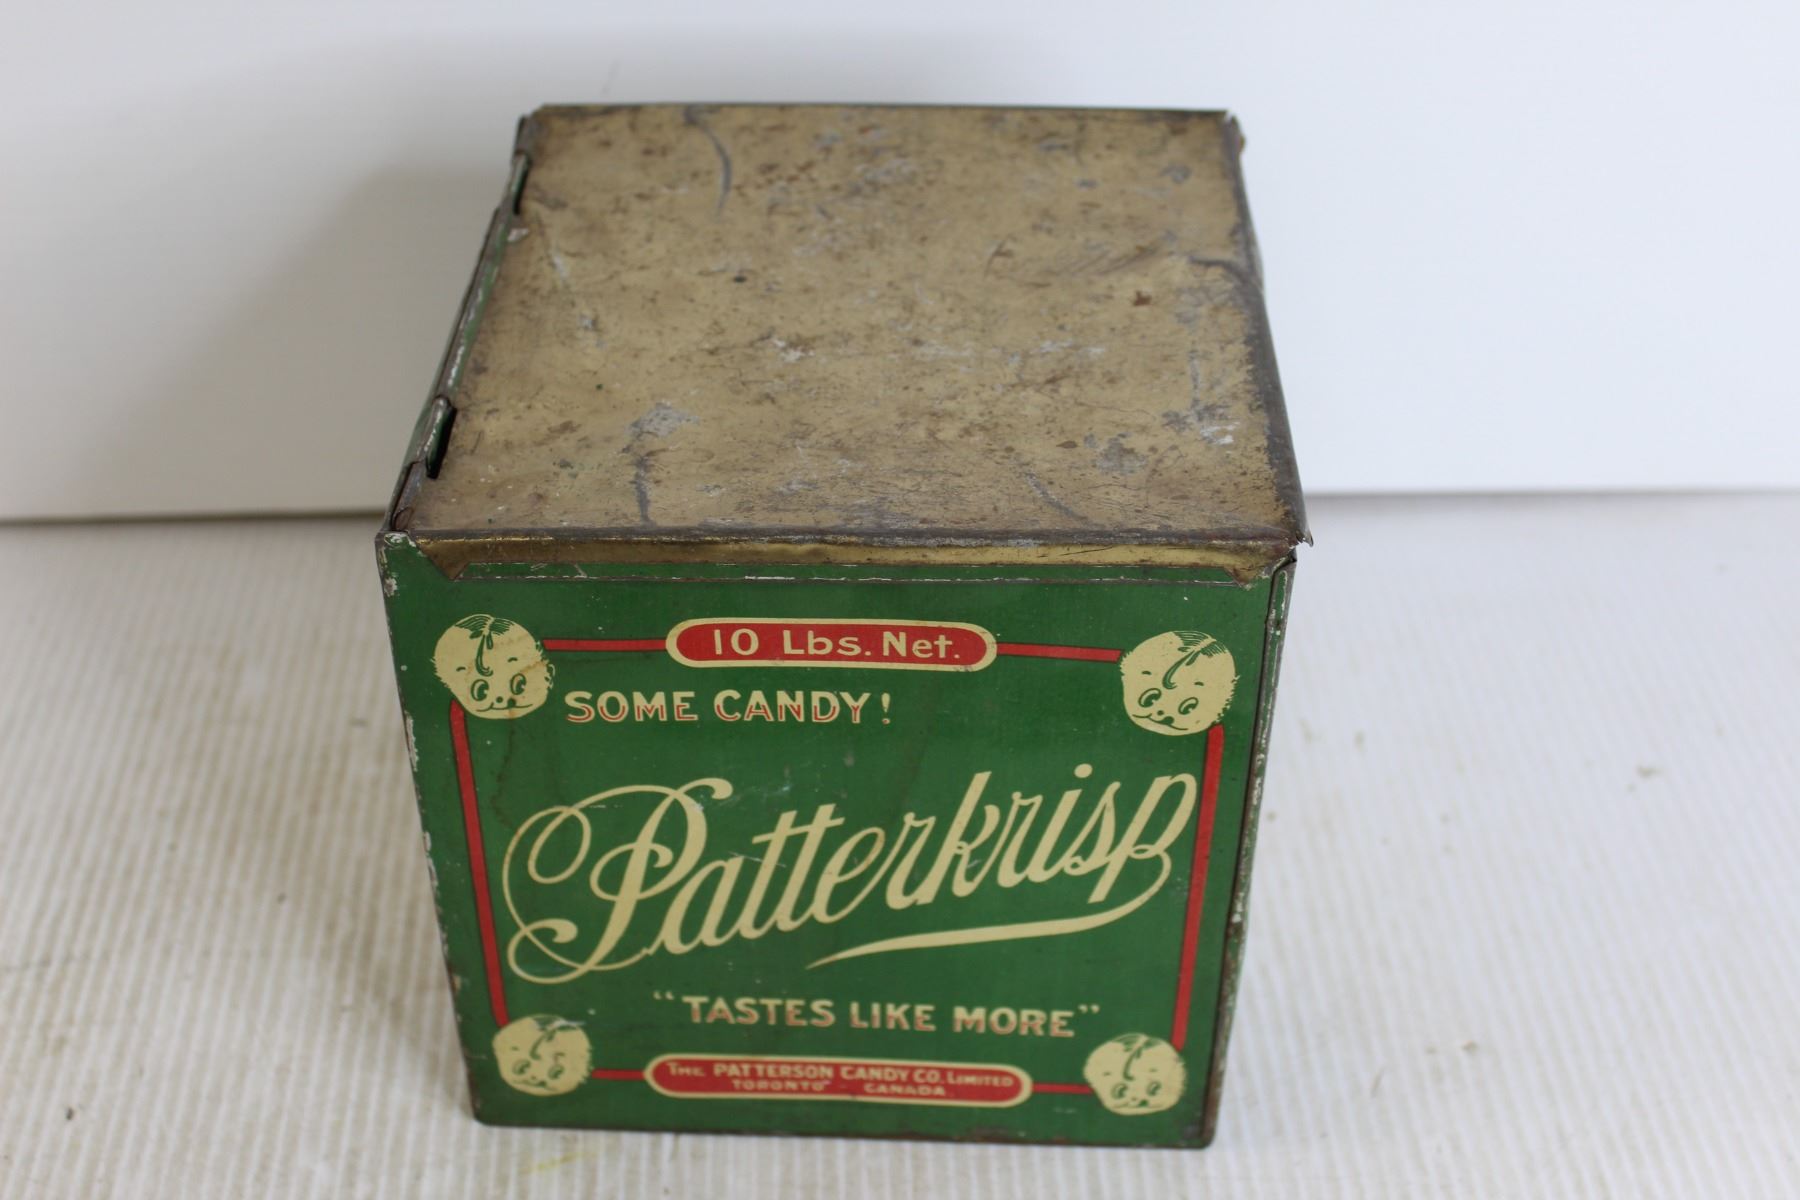 10 Lbs. Net.
SOME CANDY!
Patterkrisp
"TASTES LIKE MORE"
THE PATTERSON CANDY CO. LIMITED
TORONTO CANADA